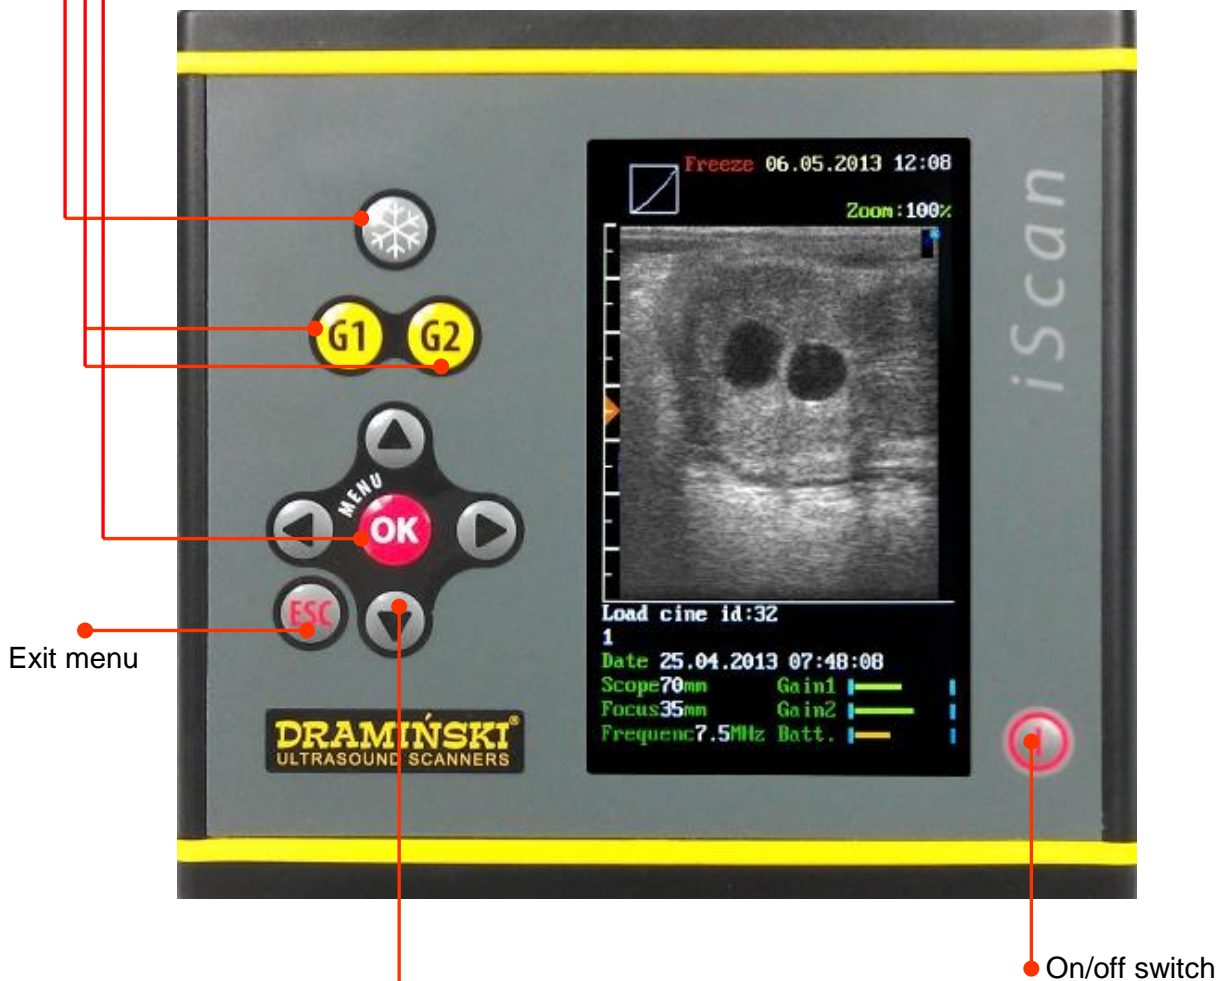 Freeze 06.05.2013 12:08
Zoom:100%
iScan
G1 G2
MENU
OK
ESC
Exit menu
Load cine id:32
1
Date 25.04.2013 07:48:08
Scope70mm Gain1
Focus35mm Gain2
Frequenc7.5MHz Batt.
DRAMIŃSKI®
ULTRASOUND SCANNERS
On/off switch